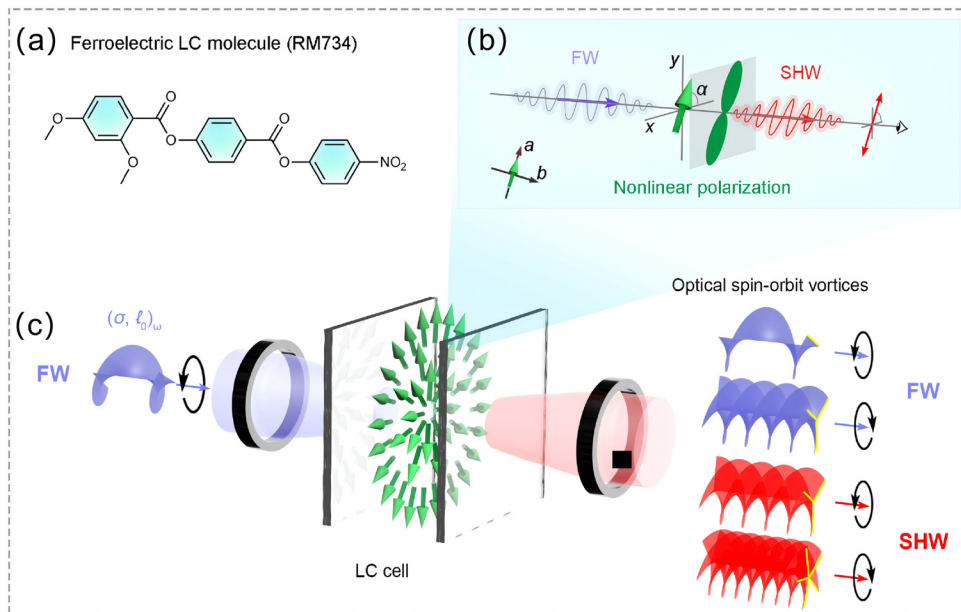 (a) Ferroelectric LC molecule (RM734)
O
O
O
O
O
O
NO₂
(b)
FW
y
α
x
SHW
a
b
Nonlinear polarization
(c)
(σ, ℓ₀)ω
FW
LC cell
Optical spin-orbit vortices
FW
SHW